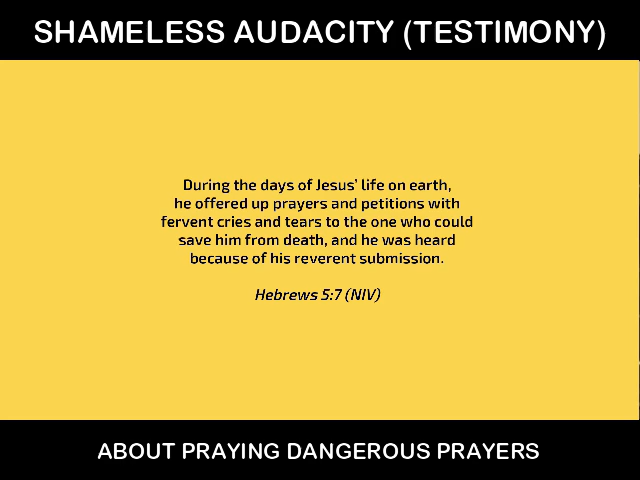 SHAMELESS AUDACITY (TESTIMONY)
During the days of Jesus' life on earth,
he offered up prayers and petitions with
fervent cries and tears to the one who could
save him from death, and he was heard
because of his reverent submission.
Hebrews 5:7 (NIV)
ABOUT PRAYING DANGEROUS PRAYERS